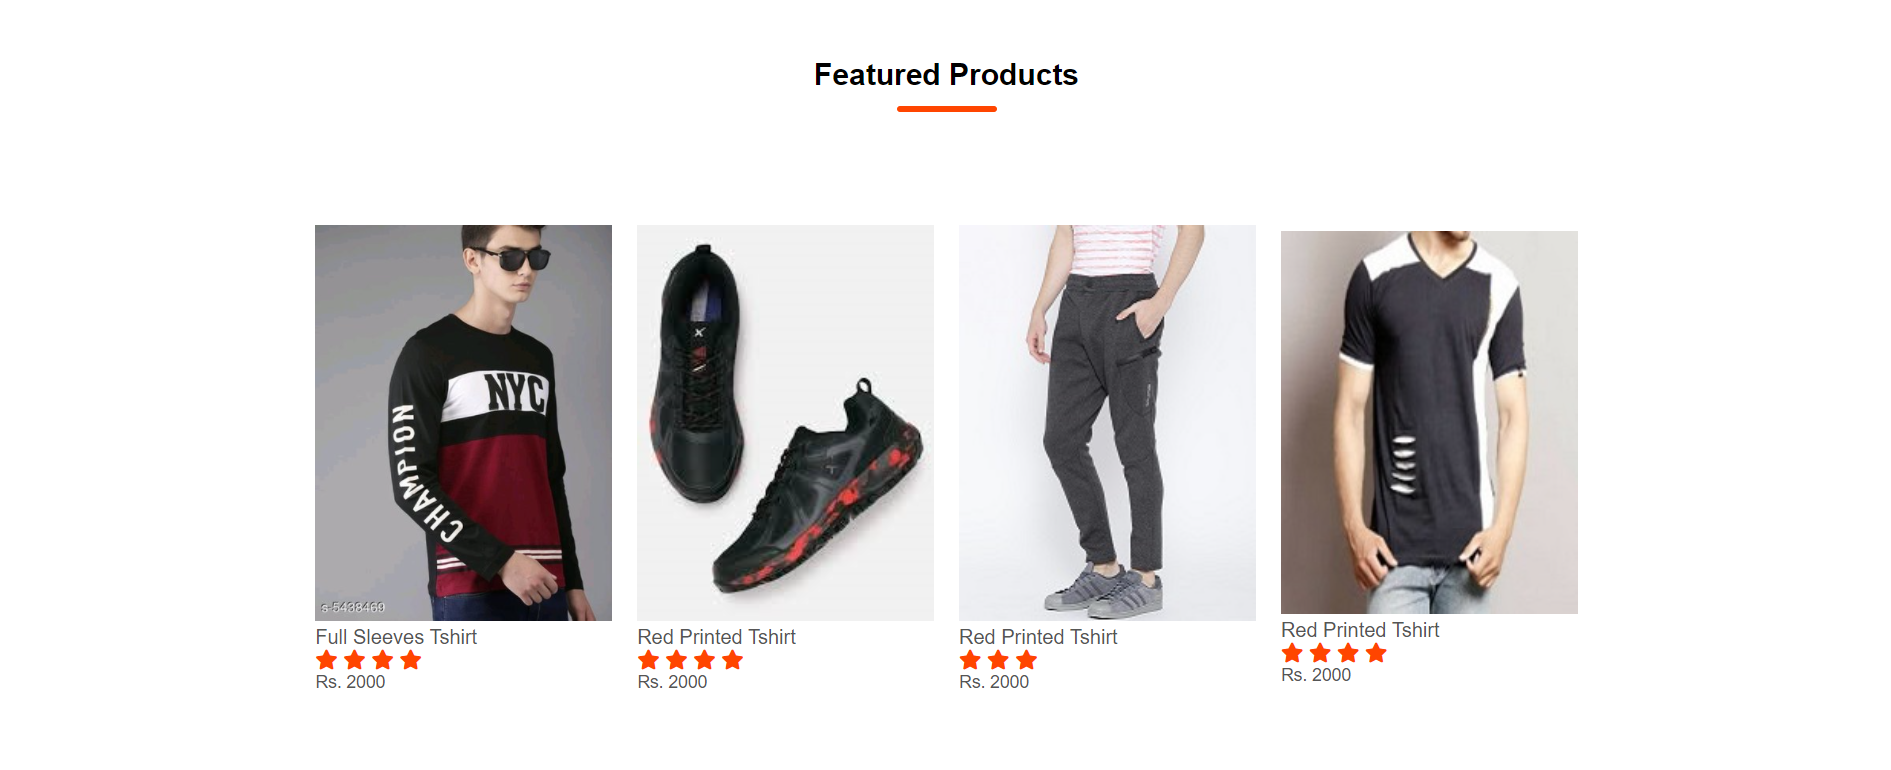 Featured Products
NYC
CHAMPION
s-5438469
Full Sleeves Tshirt
Rs. 2000
Red Printed Tshirt
Rs. 2000
Red Printed Tshirt
Rs. 2000
Red Printed Tshirt
Rs. 2000